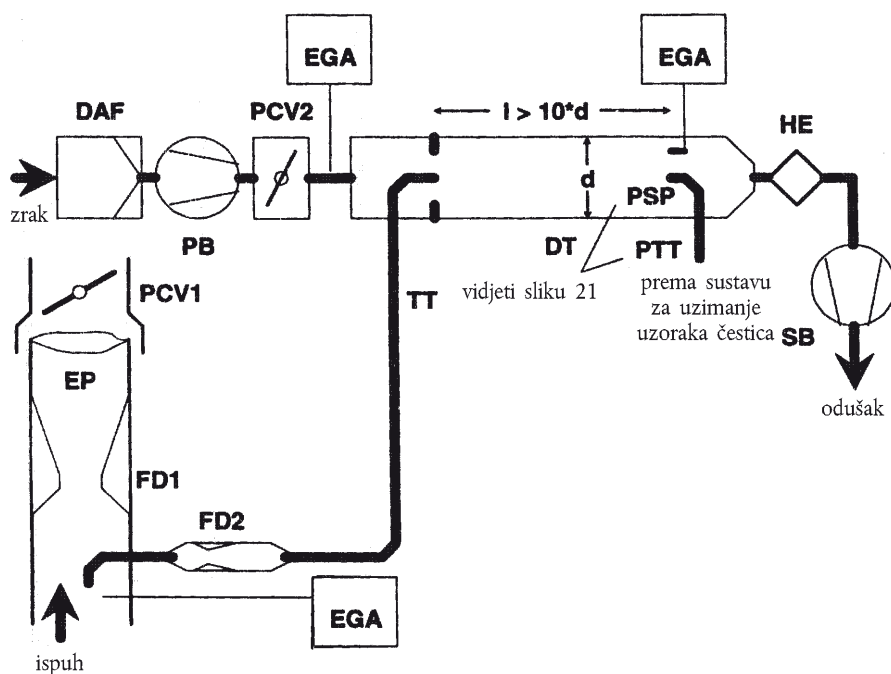 EGA
EGA
DAF
PCV2
l > 10*d
HE
d
PSP
zrak
PB
DT
PTT
PCV1
TT
vidjeti sliku 21
prema sustavu
za uzimanje
uzoraka čestica
SB
EP
odušak
FD1
FD2
EGA
ispuh